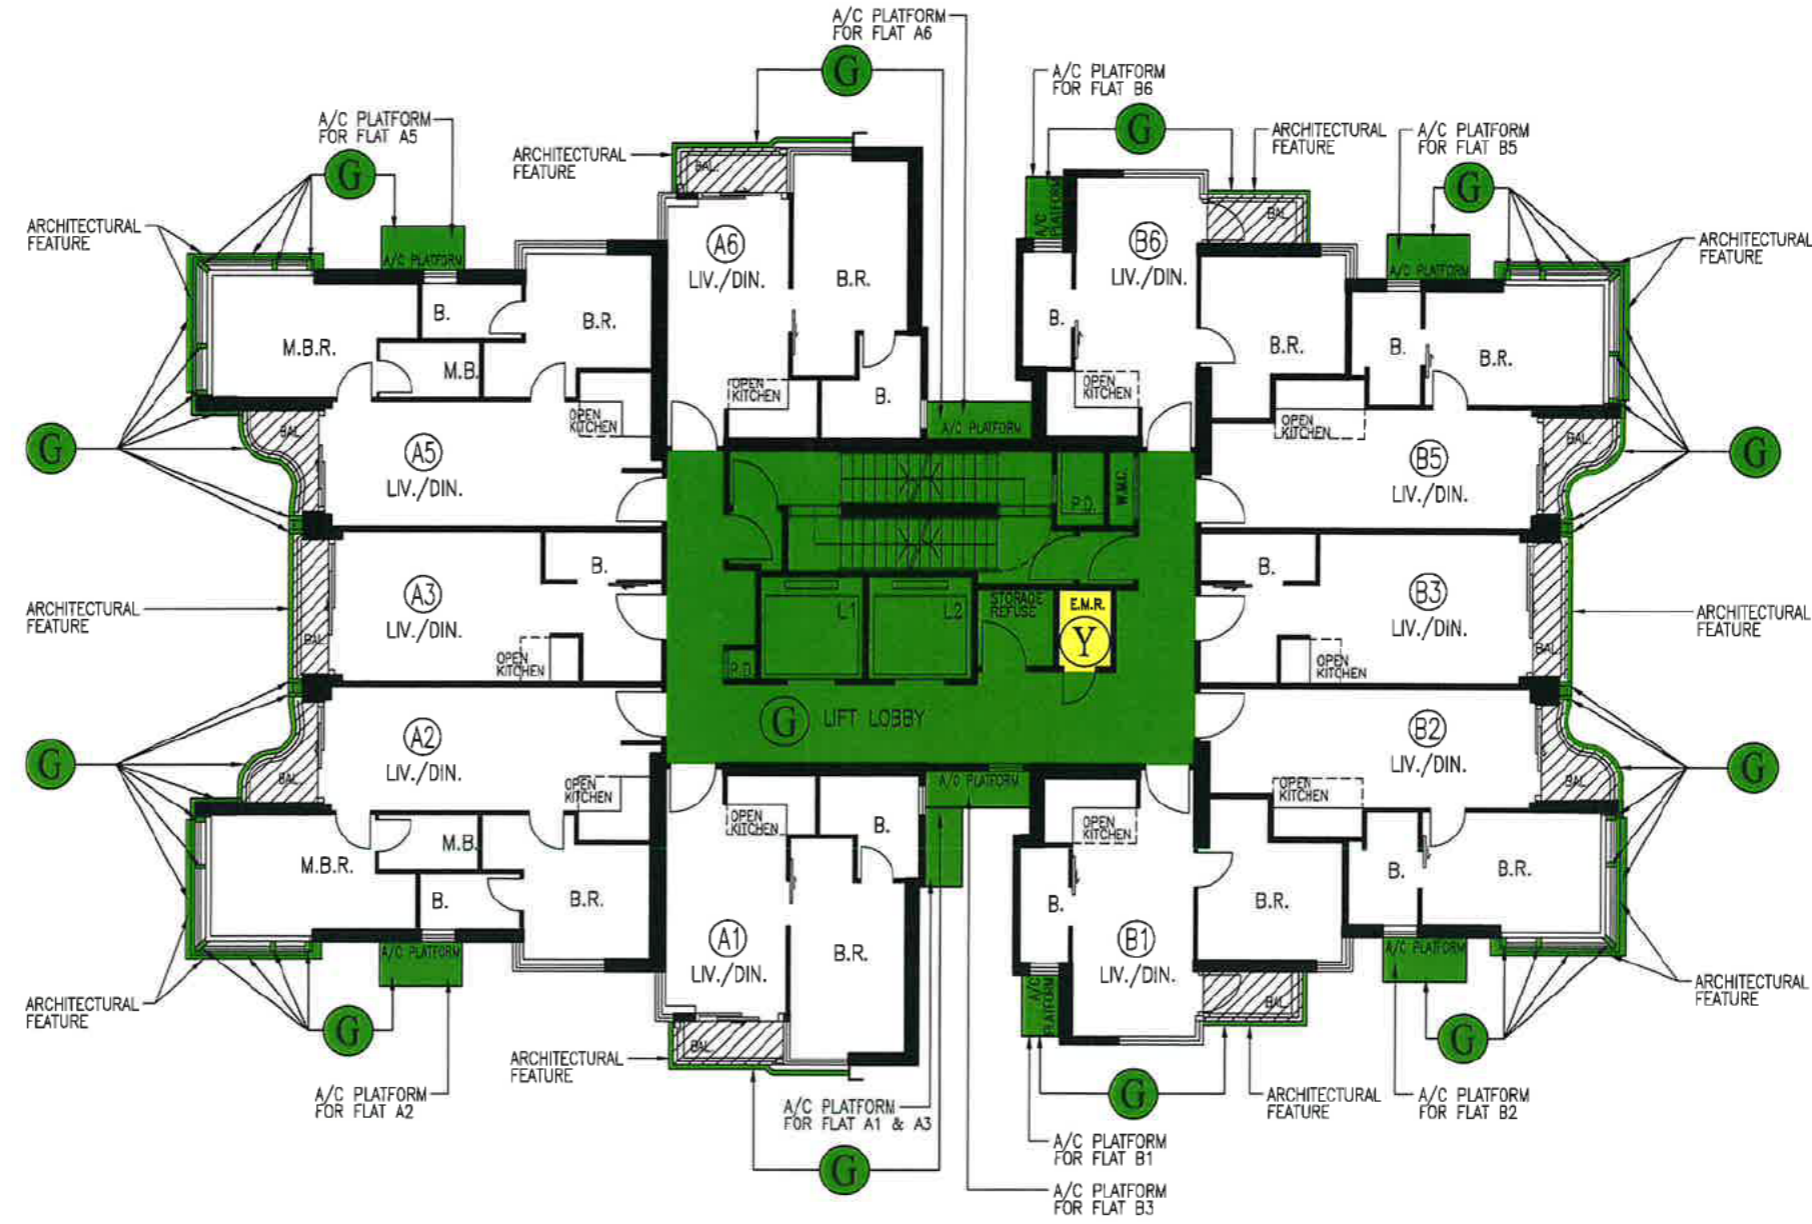 A/C PLATFORM
FOR FLAT A6
G
A/C PLATFORM
FOR FLAT B6
G
ARCHITECTURAL
FEATURE
A/C PLATFORM
FOR FLAT B5
G
A/C PLATFORM
FOR FLAT A5
G
ARCHITECTURAL
FEATURE
ARCHITECTURAL
FEATURE
ARCHITECTURAL
FEATURE
BAL.
A/C
PLATFORM
BAL.
A/C PLATFORM
A/C PLATFORM
A6
LIV./DIN.
B.R.
B6
LIV./DIN.
B.
B.R.
B.
B.R.
M.B.R.
B.
B.R.
M.B.
OPEN
KITCHEN
OPEN
KITCHEN
B.
OPEN
KITCHEN
OPEN
KITCHEN
A/C PLATFORM
BAL.
BAL.
G
A5
LIV./DIN.
B5
LIV./DIN.
G
P.D.
W.M.C.
B.
B.
A3
LIV./DIN.
B3
LIV./DIN.
ARCHITECTURAL
FEATURE
BAL.
OPEN
KITCHEN
L1
L2
STORAGE
REFUSE
E.M.R.
Y
P.D.
OPEN
KITCHEN
BAL.
ARCHITECTURAL
FEATURE
G
LIFT LOBBY
G
A2
LIV./DIN.
B2
LIV./DIN.
G
BAL.
OPEN
KITCHEN
A/C PLATFORM
OPEN
KITCHEN
BAL.
OPEN
KITCHEN
B.
OPEN
KITCHEN
M.B.R.
M.B.
B.
B.R.
B.
B.R.
B.
B.R.
A1
LIV./DIN.
B.R.
B1
LIV./DIN.
A/C PLATFORM
A/C PLATFORM
A/C
PLATFORM
BAL.
BAL.
ARCHITECTURAL
FEATURE
ARCHITECTURAL
FEATURE
G
G
ARCHITECTURAL
FEATURE
A/C PLATFORM
FOR FLAT A2
A/C PLATFORM
FOR FLAT A1 & A3
G
ARCHITECTURAL
FEATURE
A/C PLATFORM
FOR FLAT B2
A/C PLATFORM
FOR FLAT B1
G
A/C PLATFORM
FOR FLAT B3